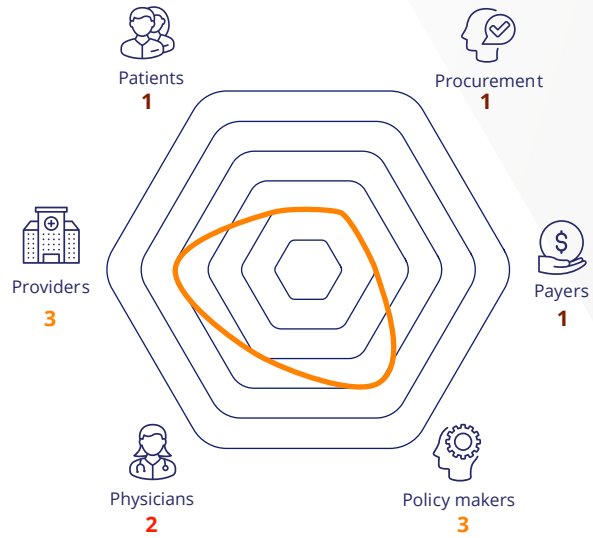 Patients
1
Procurement
1
Providers
3
$
Payers
1
Physicians
2
Policy makers
3